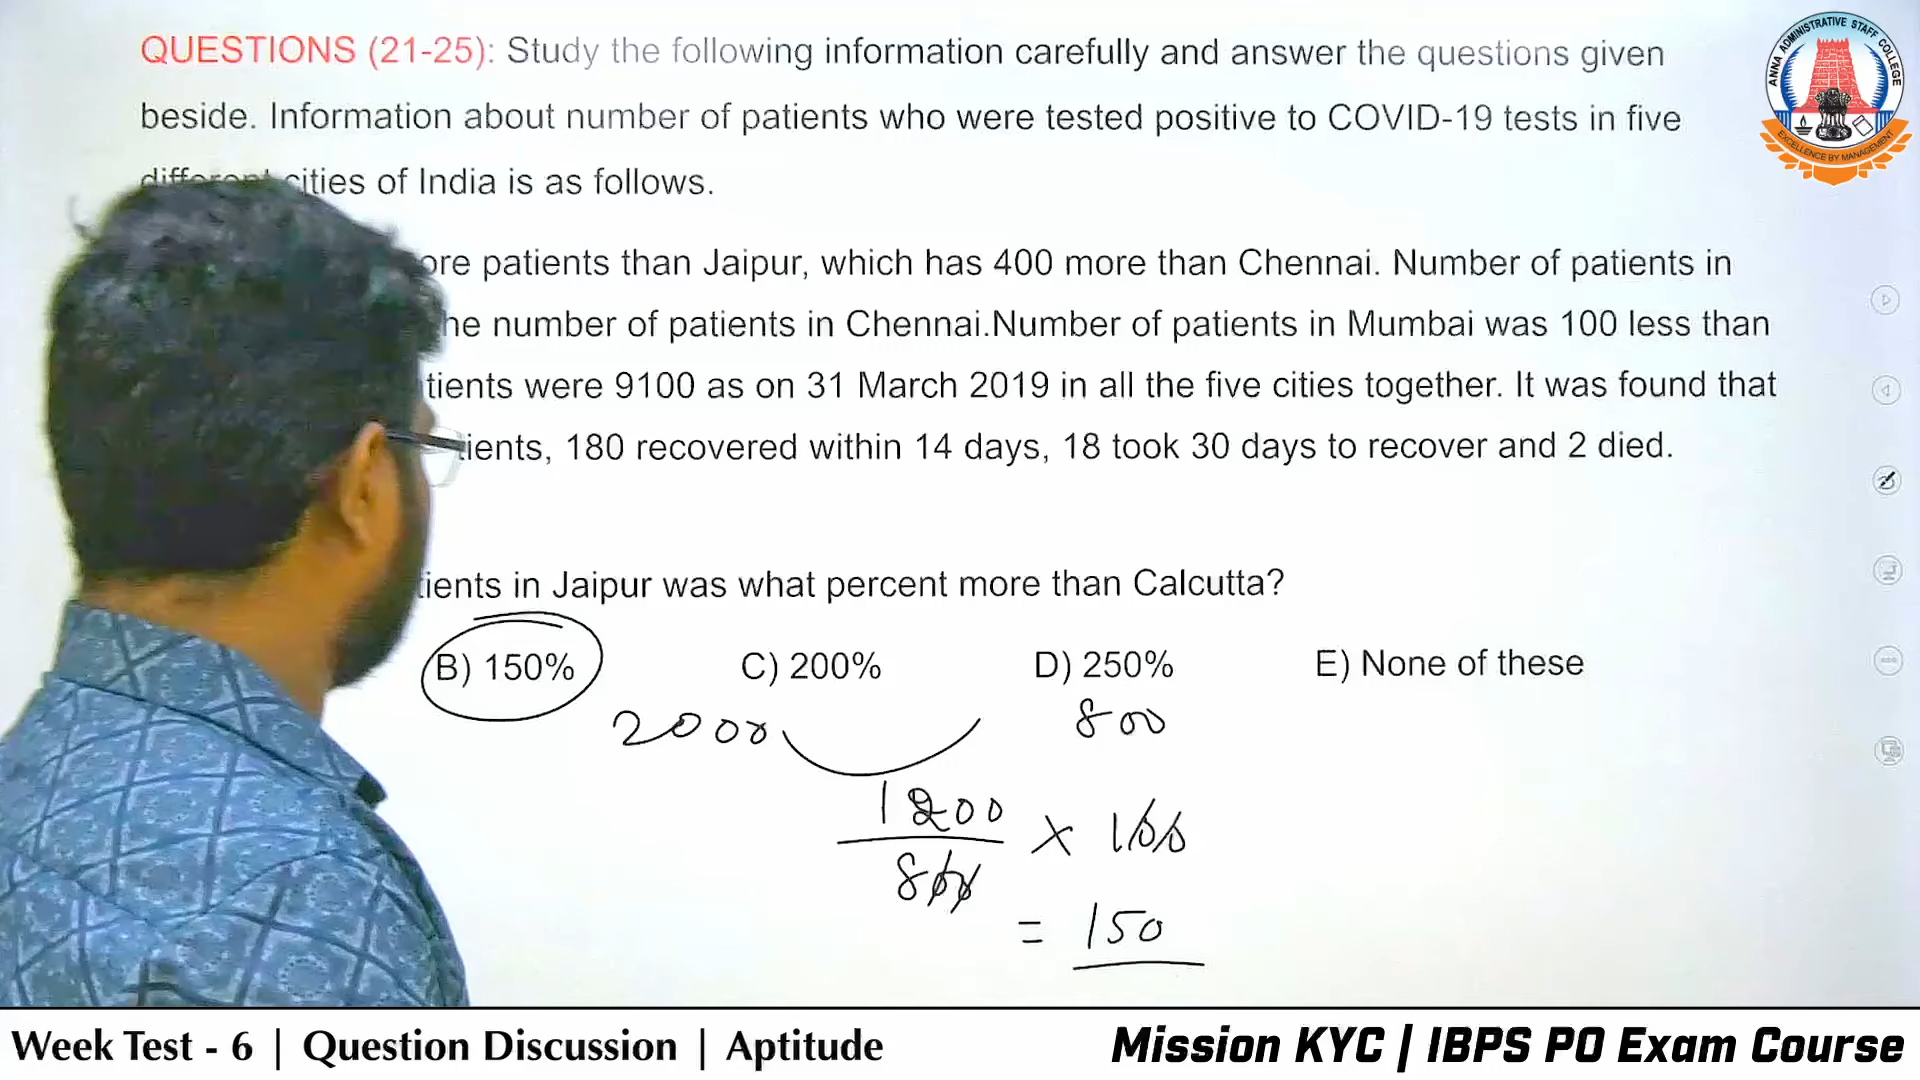 QUESTIONS (21-25): Study the following information carefully and answer the questions given
beside. Information about number of patients who were tested positive to COVID-19 tests in five
different cities of India is as follows.
ore patients than Jaipur, which has 400 more than Chennai. Number of patients in
he number of patients in Chennai.Number of patients in Mumbai was 100 less than
tients were 9100 as on 31 March 2019 in all the five cities together. It was found that
ients, 180 recovered within 14 days, 18 took 30 days to recover and 2 died.
tients in Jaipur was what percent more than Calcutta?
B) 150% C) 200% D) 250% E) None of these
2000 800
1200
800
× 100
= 150
ANNA ADMINISTRATIVE STAFF COLLEGE
EXCELLENCE BY MANAGEMENT
Week Test - 6 | Question Discussion | Aptitude
Mission KYC | IBPS PO Exam Course